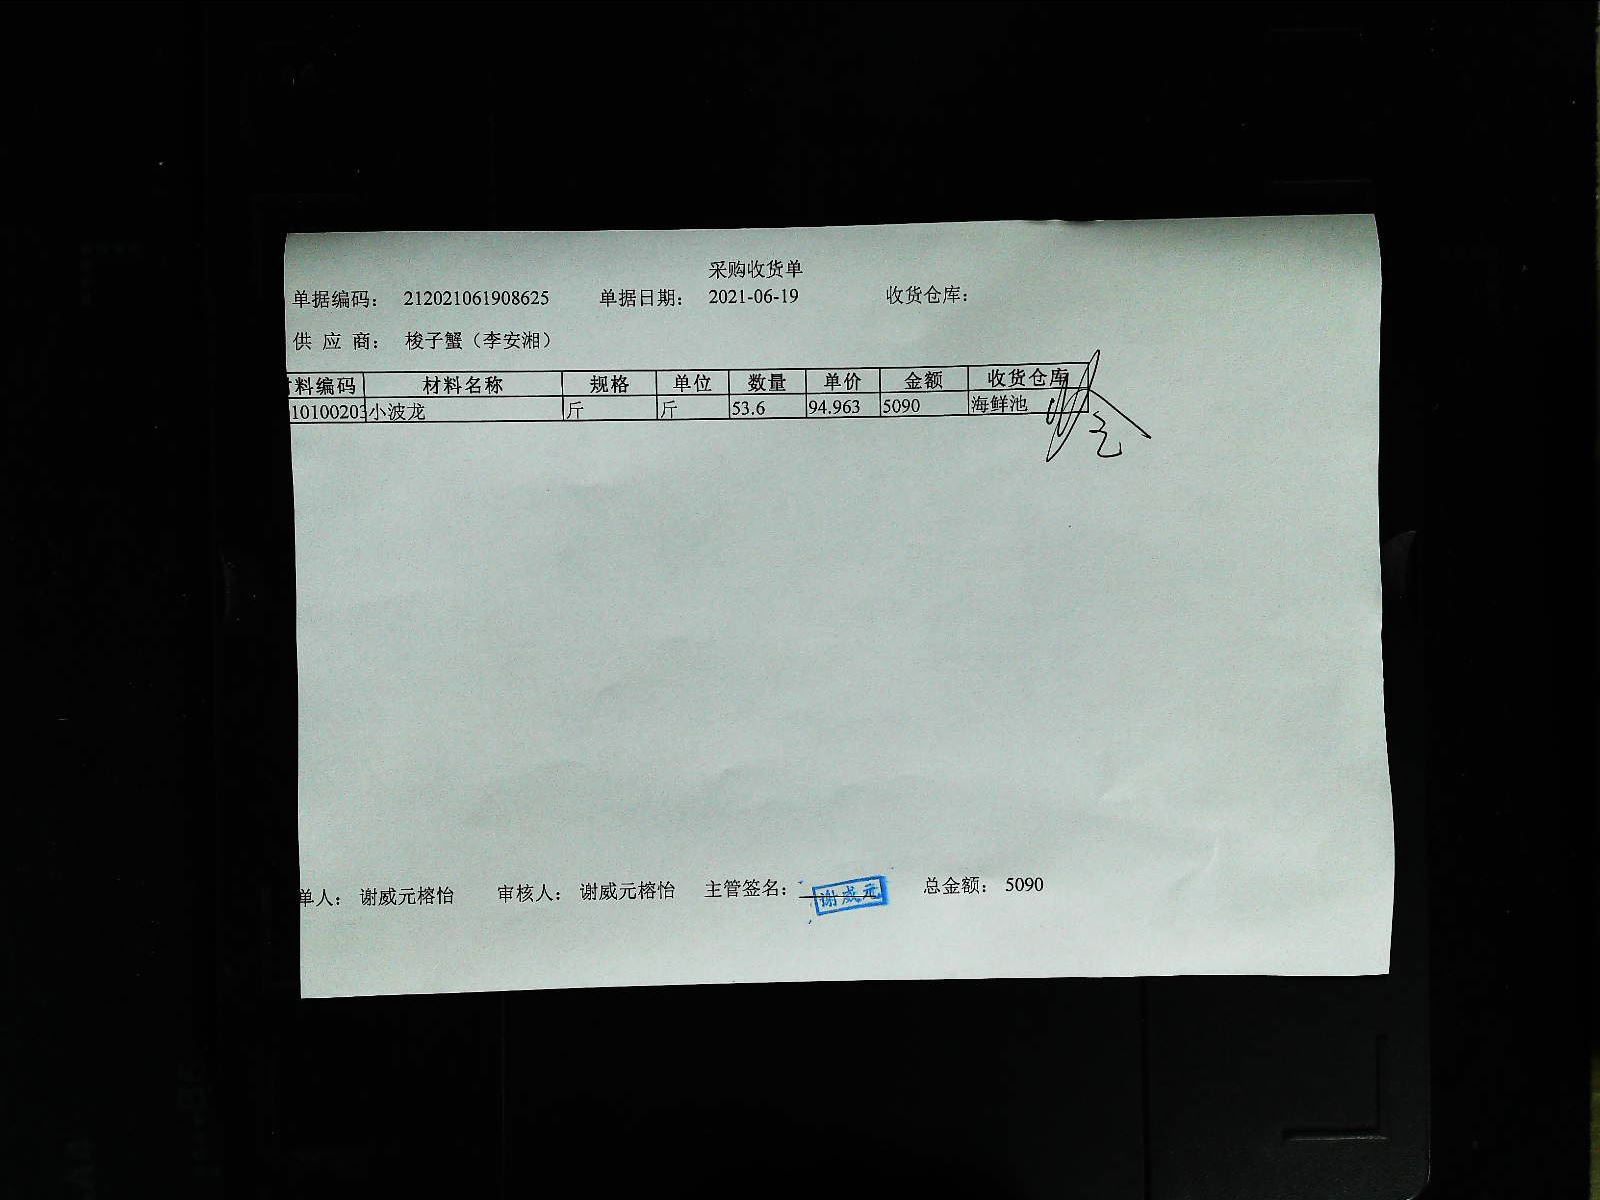 采购收货单
单据编码： 212021061908625 单据日期： 2021-06-19 收货仓库：
供 应 商： 梭子蟹（李安湘）
料编码 材料名称 规格 单位 数量 单价 金额 收货仓库
10100203 小波龙 斤 斤 53.6 94.963 5090 海鲜池
单人： 谢威元榕怡 审核人： 谢威元榕怡 主管签名： 谢威元 总金额： 5090